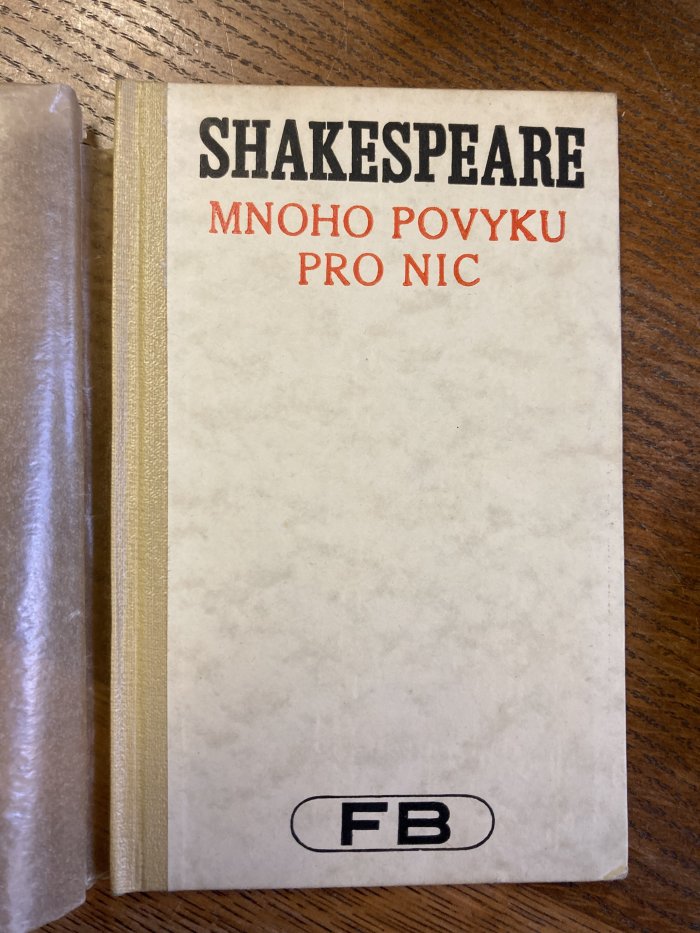 SHAKESPEARE
MNOHO POVYKU
PRO NIC
FB